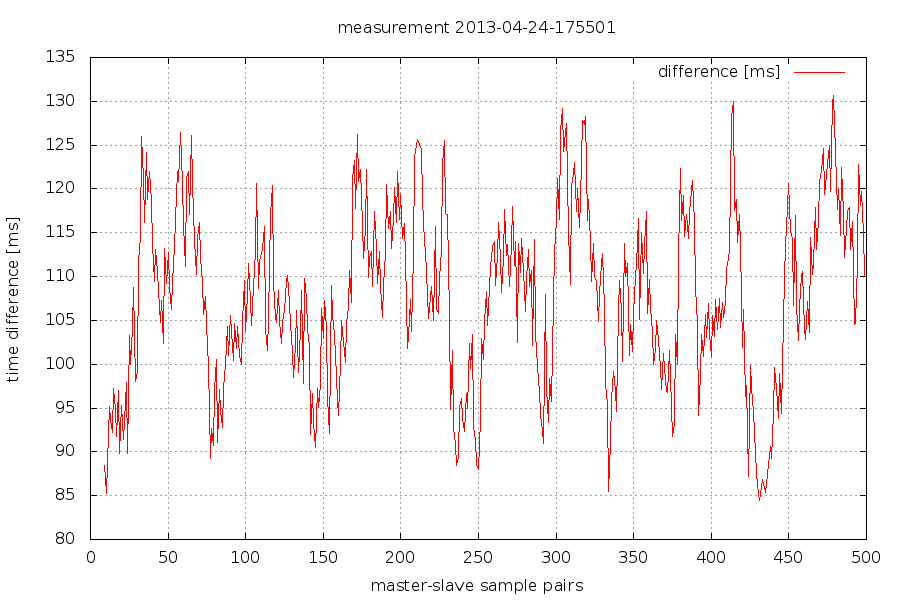 measurement 2013-04-24-175501
difference [ms]
time difference [ms]
135
130
125
120
115
110
105
100
95
90
85
80
0 50 100 150 200 250 300 350 400 450 500
master-slave sample pairs